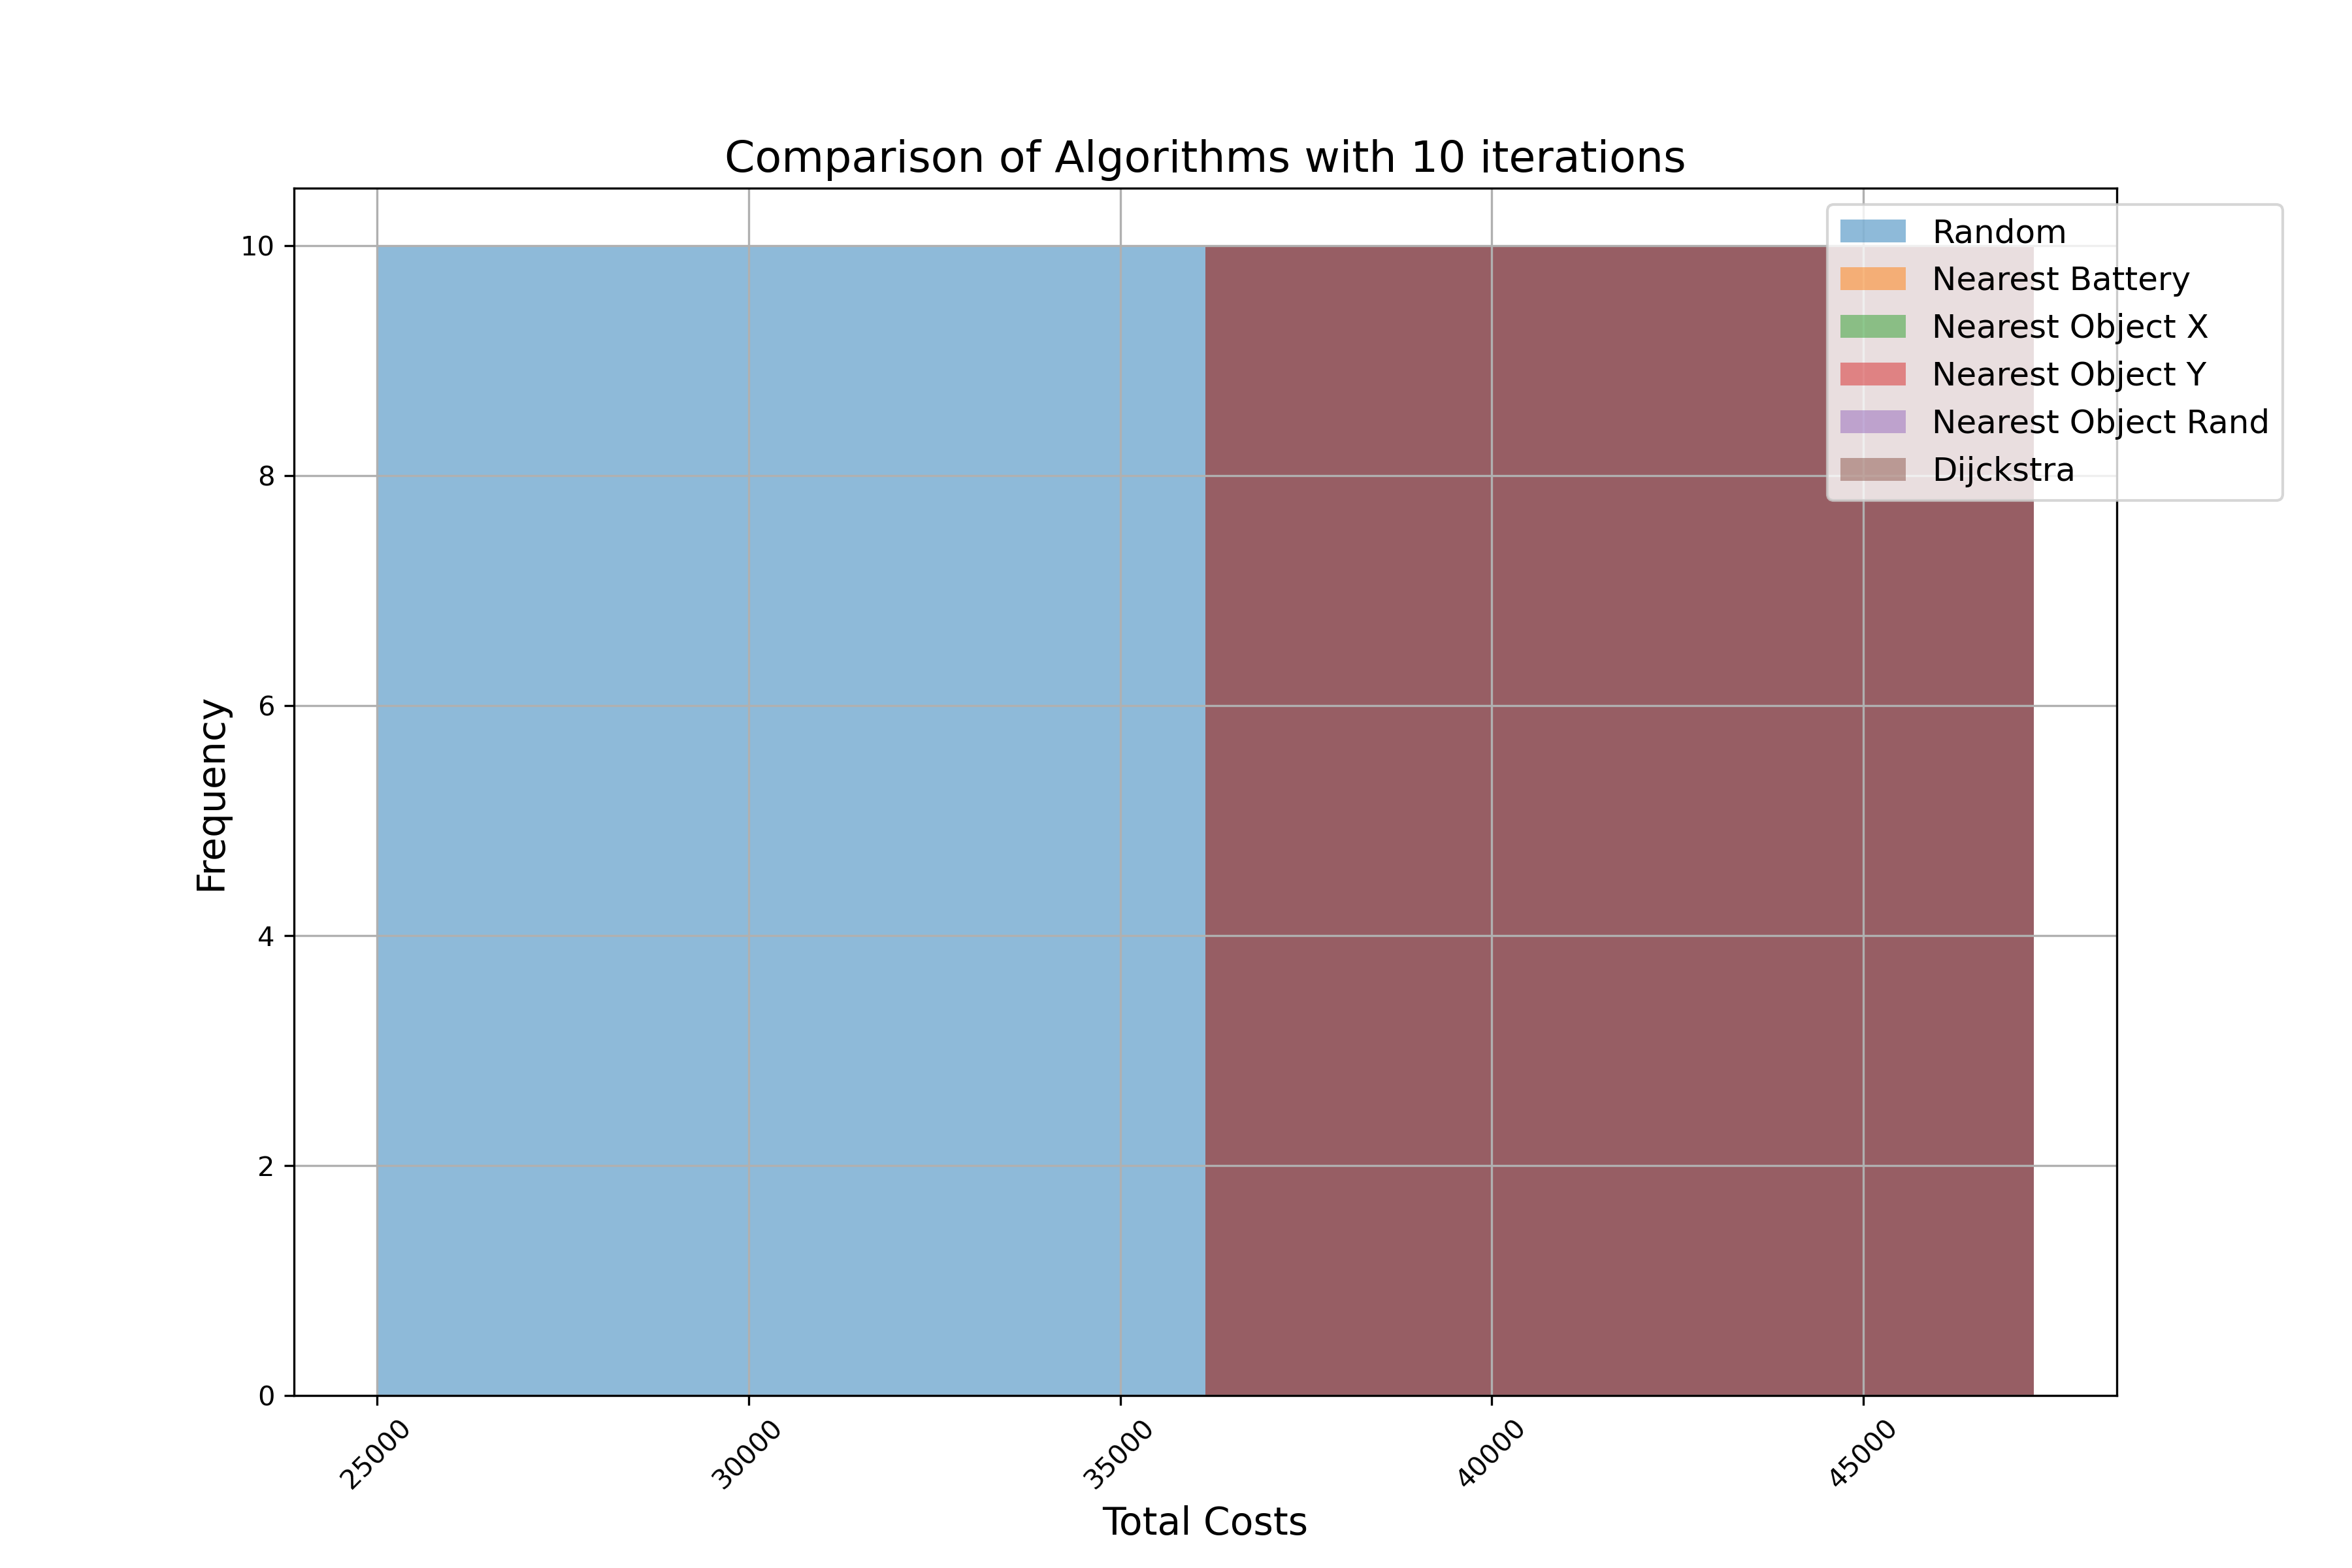 Comparison of Algorithms with 10 iterations
Random
Nearest Battery
Nearest Object X
Nearest Object Y
Nearest Object Rand
Dijckstra
10
8
6
4
2
0
Frequency
25000
30000
35000
40000
45000
Total Costs